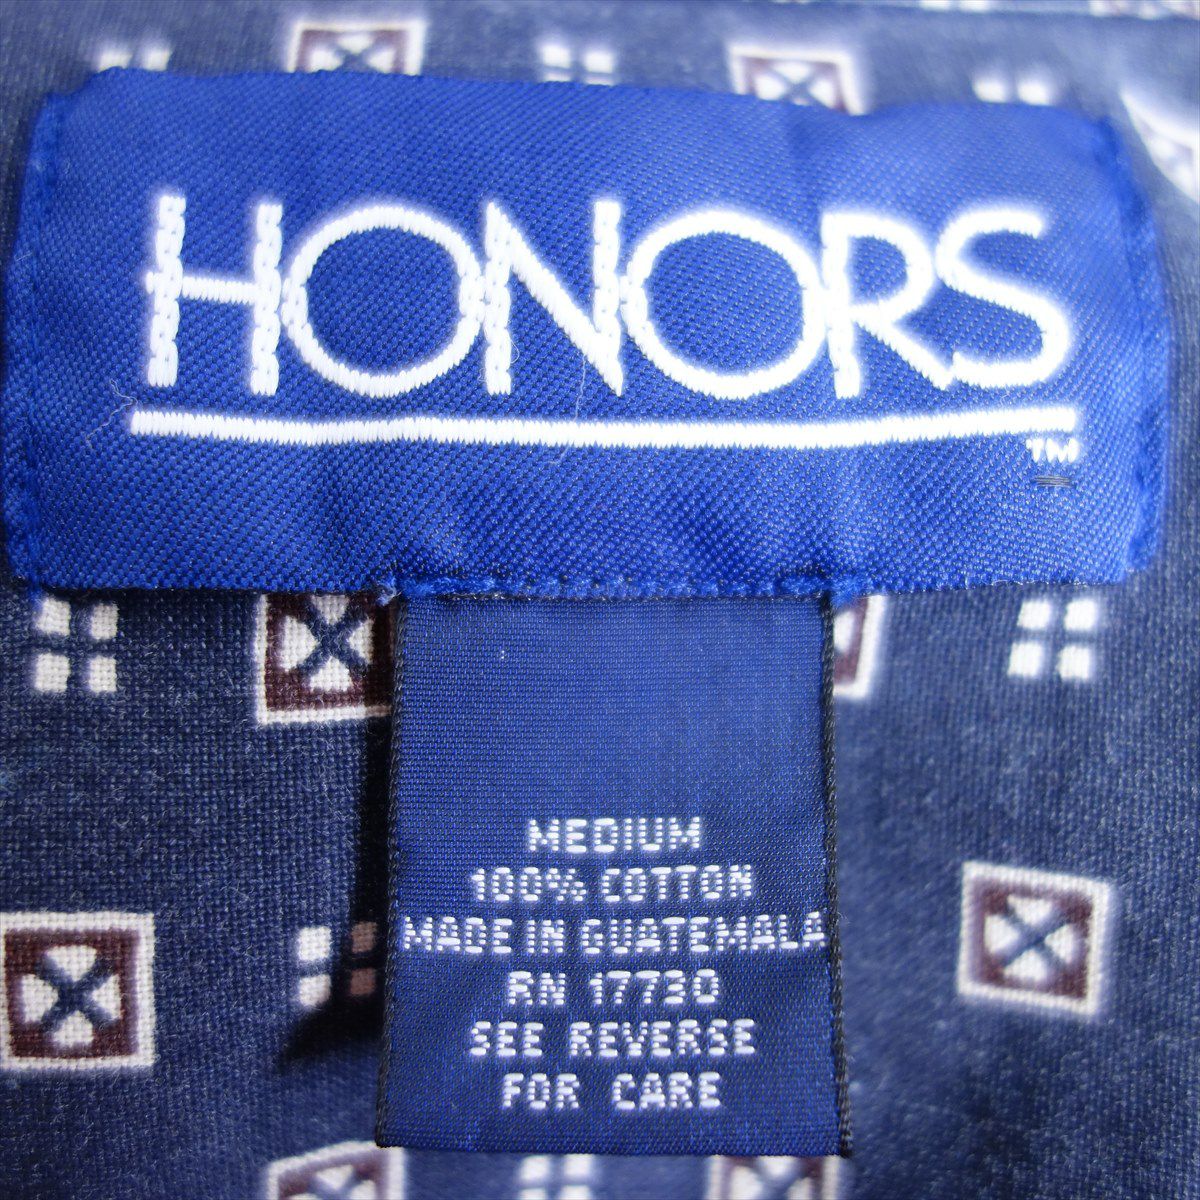 HONORS
TM
MEDIUM
100% COTTON
MADE IN GUATEMALA
RN 17730
SEE REVERSE
FOR CARE